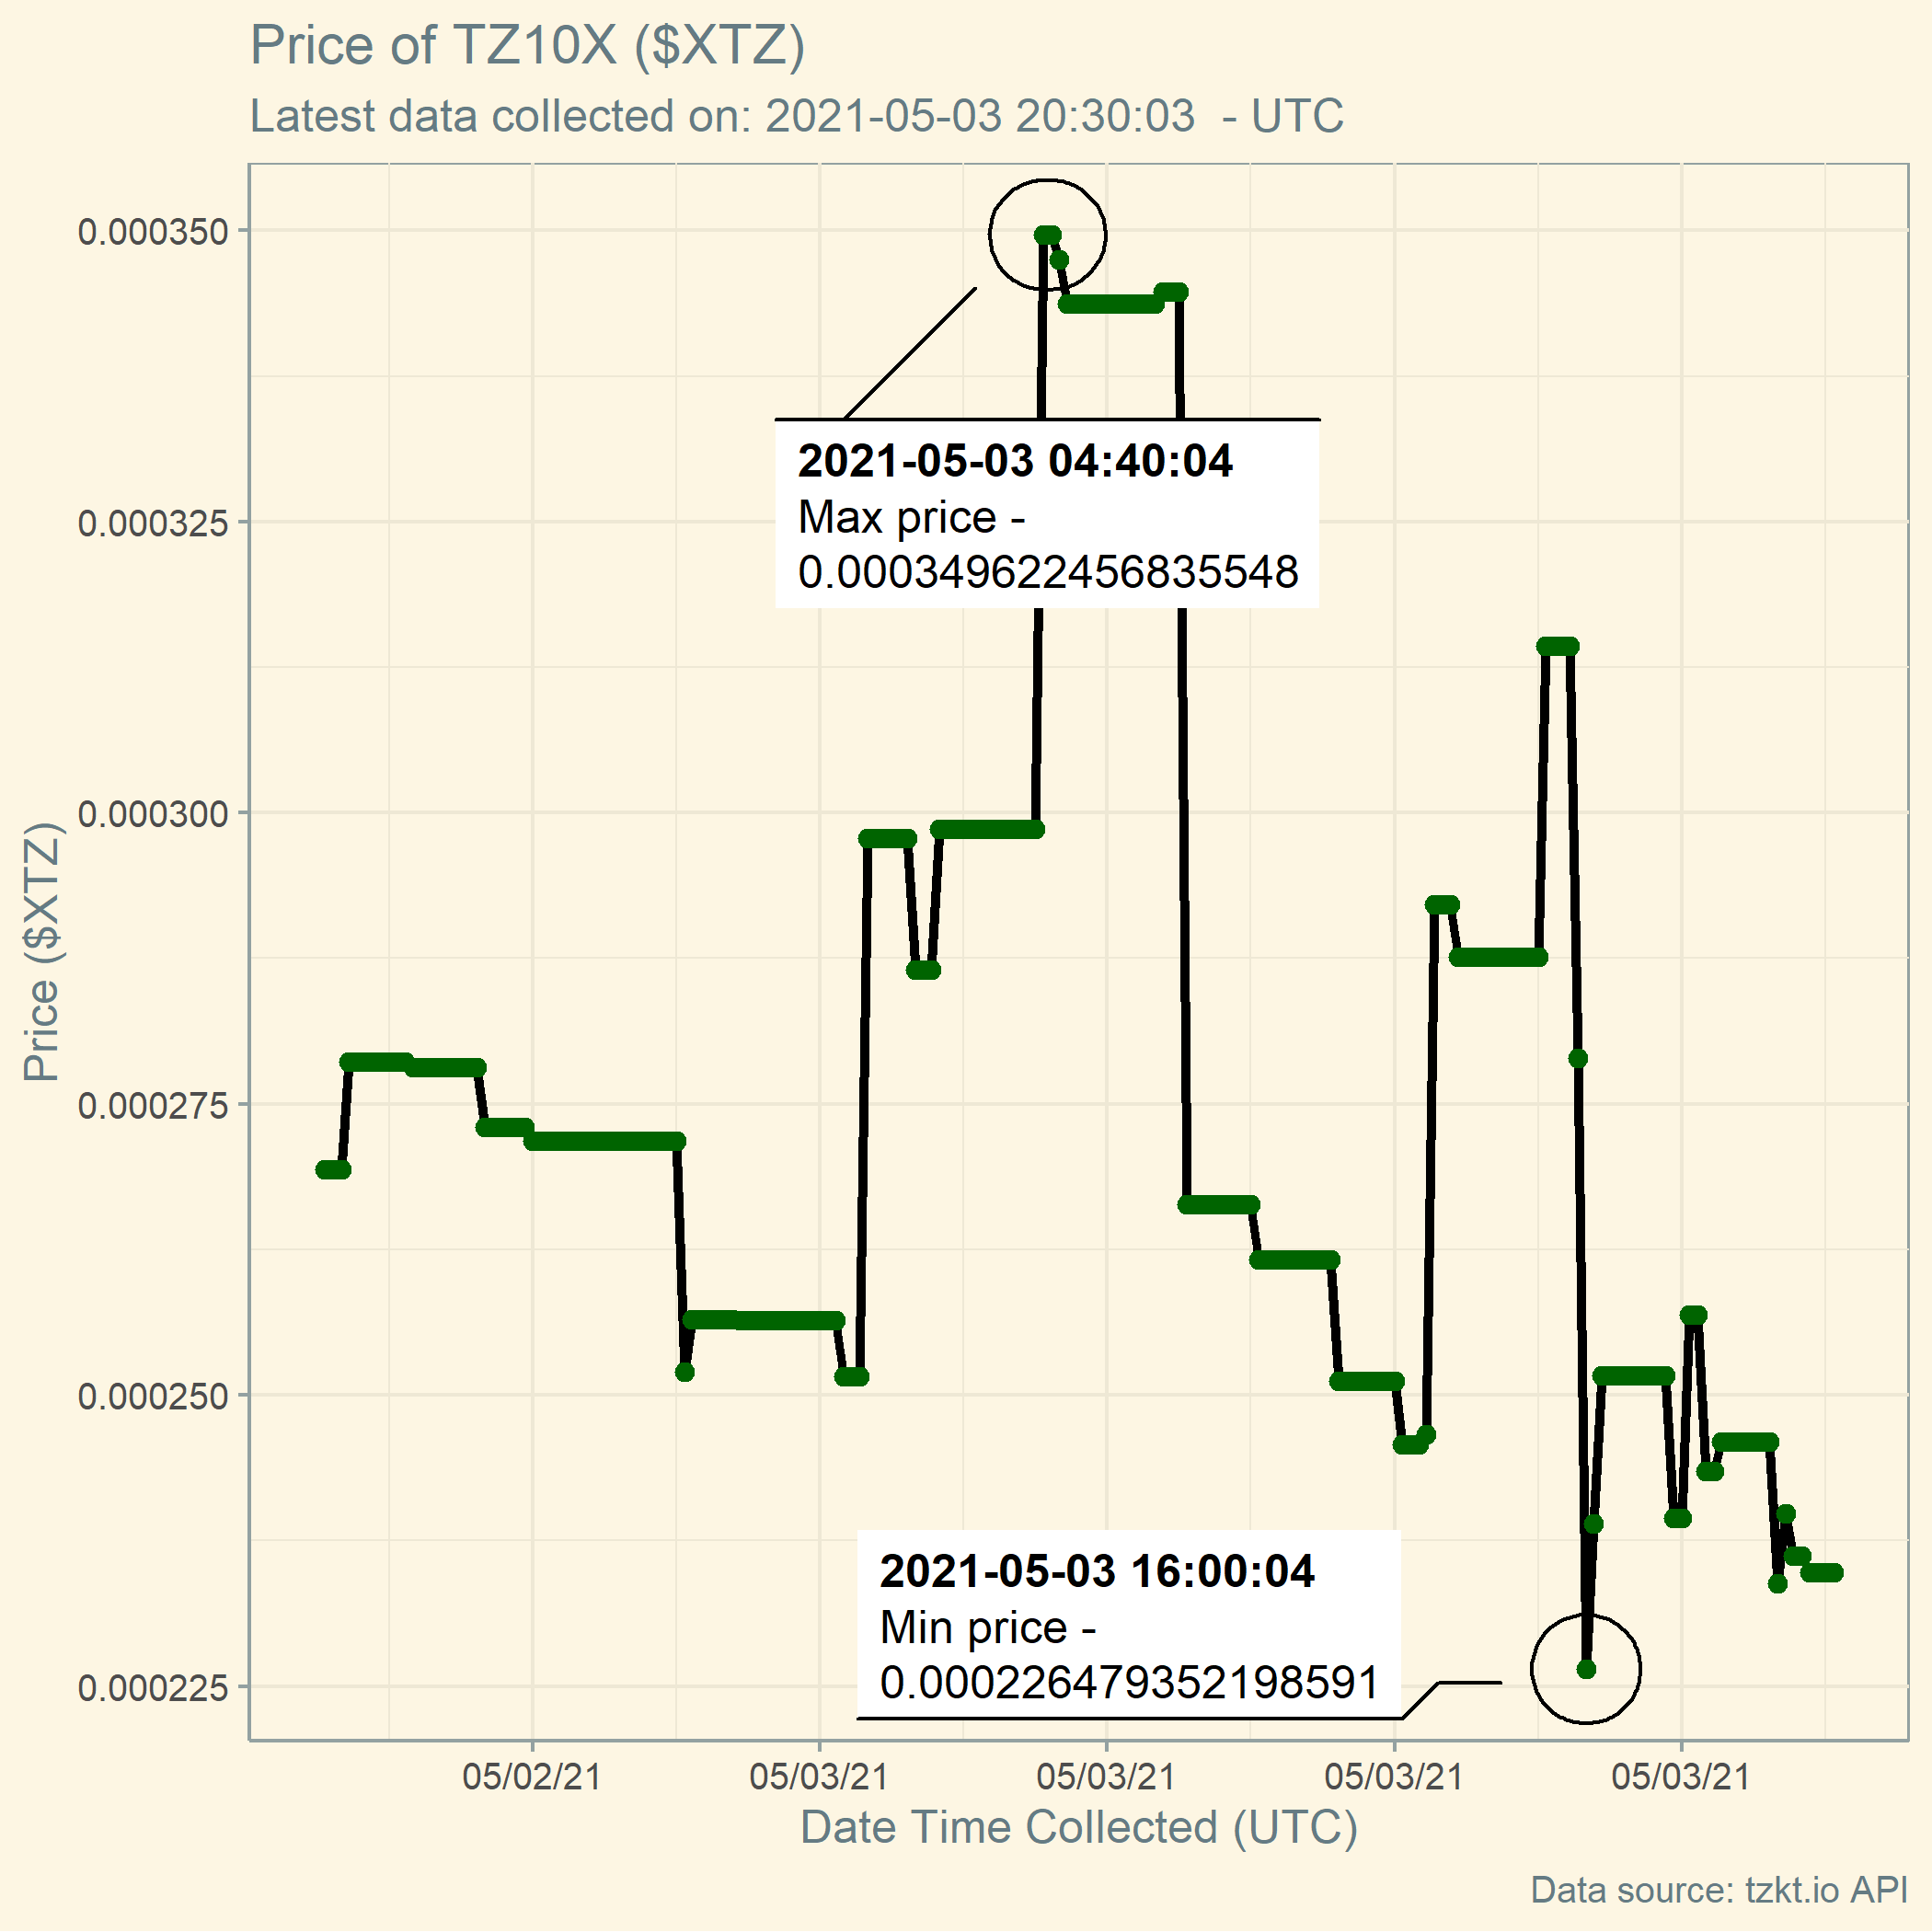 Price of TZ10X ($XTZ)
Latest data collected on: 2021-05-03 20:30:03  - UTC
0.000350
0.000325
0.000300
0.000275
0.000250
0.000225
Price ($XTZ)
2021-05-03 04:40:04
Max price -
0.000349622456835548
2021-05-03 16:00:04
Min price -
0.000226479352198591
05/02/21
05/03/21
05/03/21
05/03/21
05/03/21
Date Time Collected (UTC)
Data source: tzkt.io API